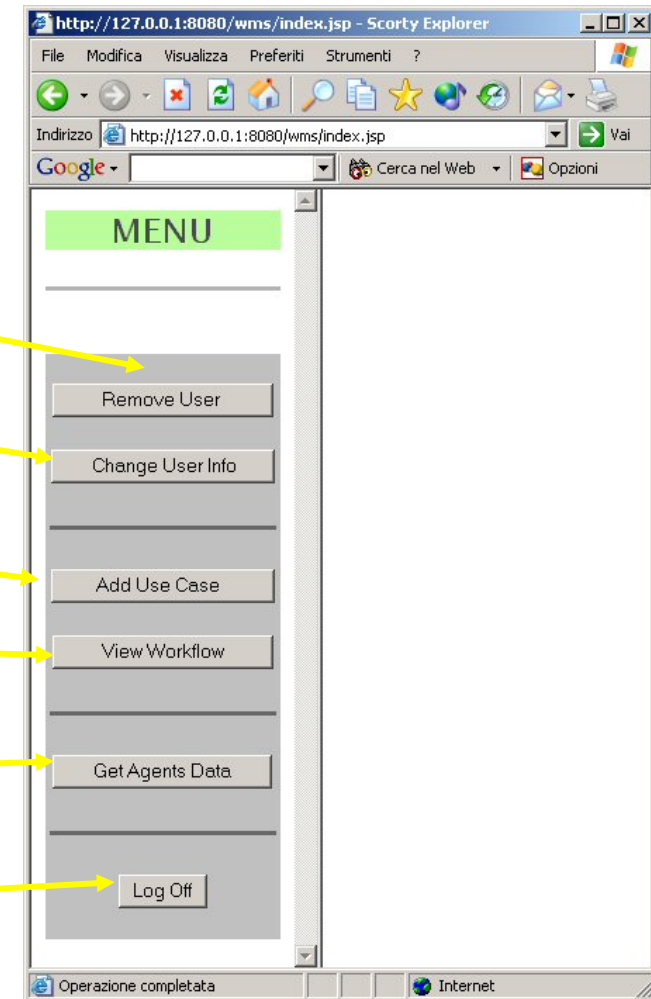 http://127.0.0.1:8080/wms/index.jsp - Scorty Explorer
File Modifica Visualizza Preferiti Strumenti ?
Indirizzo http://127.0.0.1:8080/wms/index.jsp Vai
Google Cerca nel Web Opzioni
MENU
Remove User
Change User Info
Add Use Case
View Workflow
Get Agents Data
Log Off
Operazione completata Internet